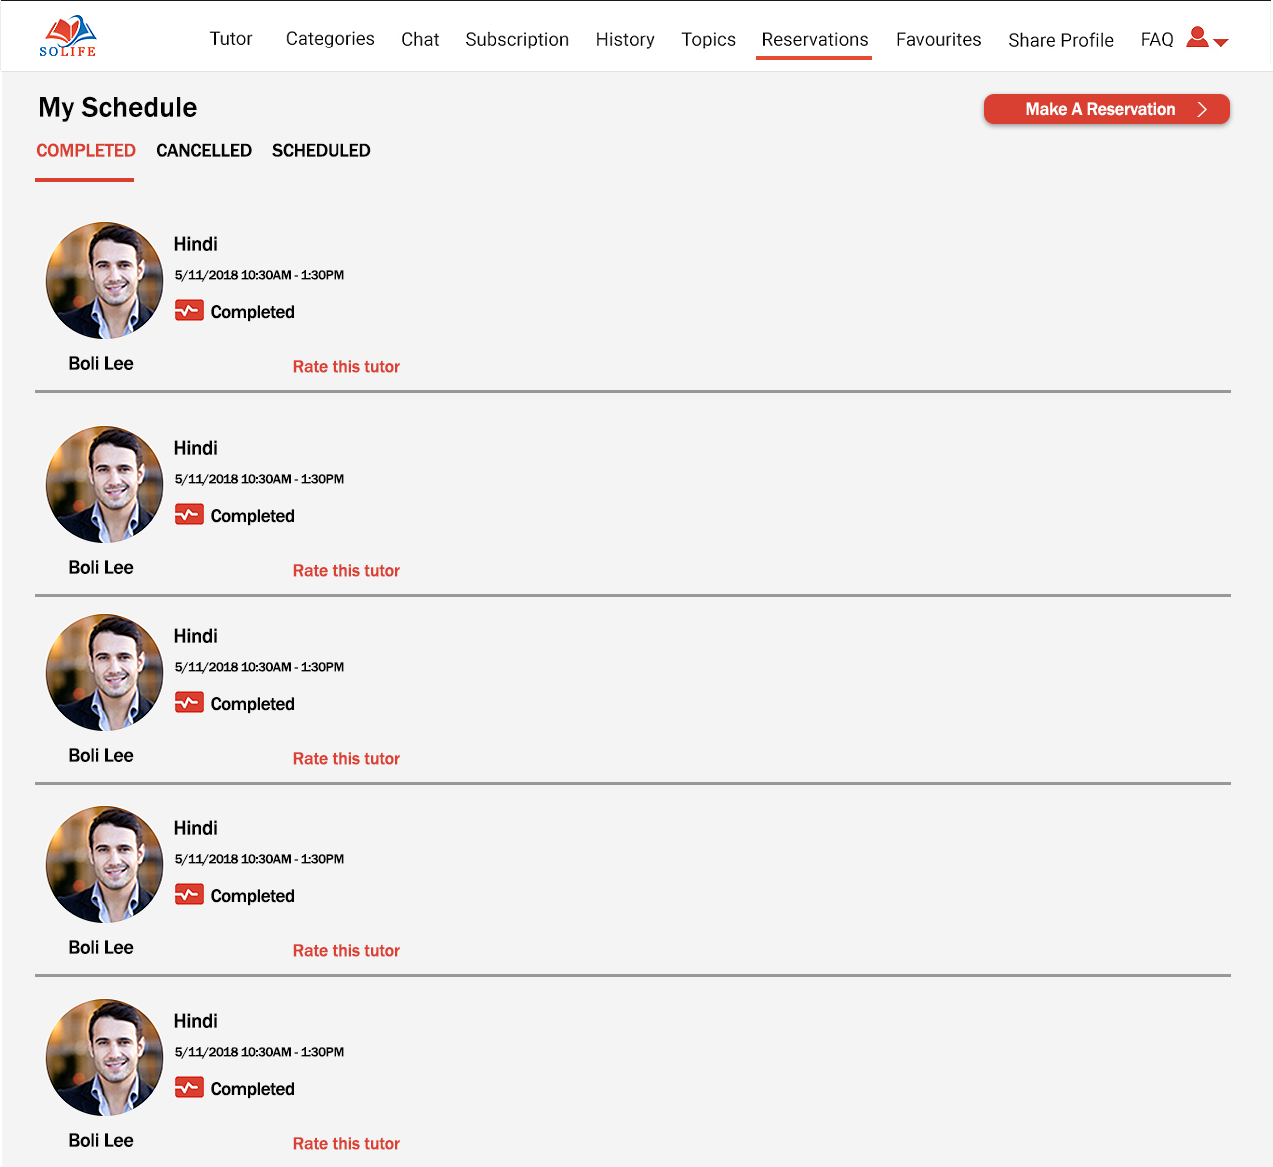 SOLIFE
Tutor Categories Chat Subscription History Topics Reservations Favourites Share Profile FAQ
My Schedule
Make A Reservation
COMPLETED CANCELLED SCHEDULED
Hindi
5/11/2018 10:30AM - 1:30PM
Completed
Boli Lee
Rate this tutor
Hindi
5/11/2018 10:30AM - 1:30PM
Completed
Boli Lee
Rate this tutor
Hindi
5/11/2018 10:30AM - 1:30PM
Completed
Boli Lee
Rate this tutor
Hindi
5/11/2018 10:30AM - 1:30PM
Completed
Boli Lee
Rate this tutor
Hindi
5/11/2018 10:30AM - 1:30PM
Completed
Boli Lee
Rate this tutor